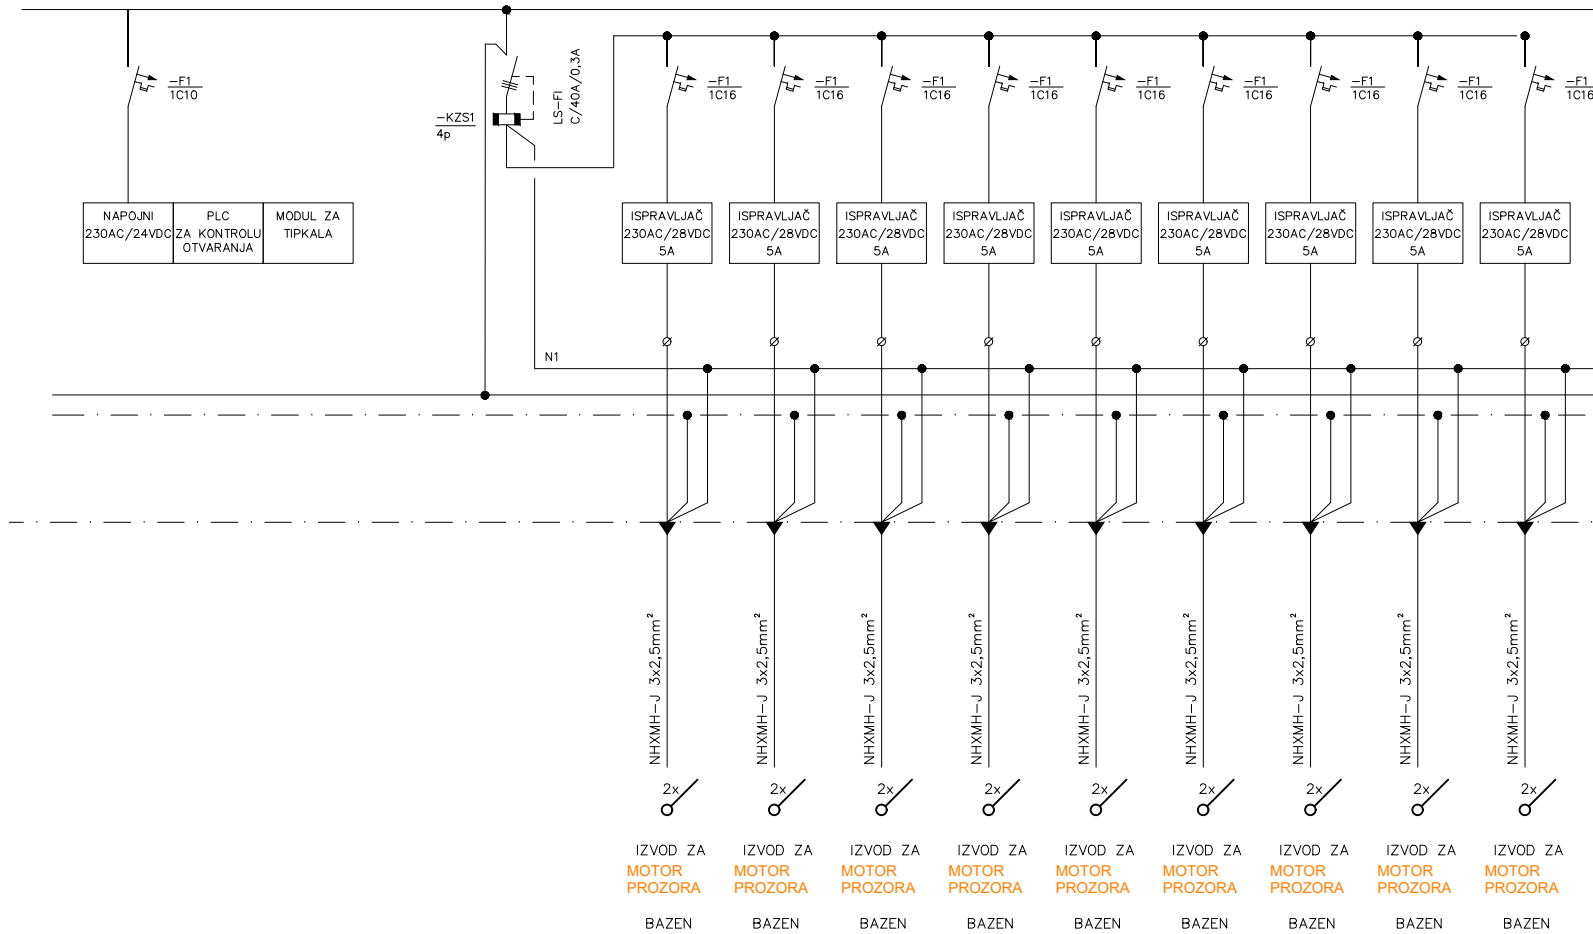 -F1
1C10
-KZS1
4p
LS-FI
C/40A/0,3A
-F1
1C16
-F1
1C16
-F1
1C16
-F1
1C16
-F1
1C16
-F1
1C16
-F1
1C16
-F1
1C16
-F1
1C16
NAPOJNI
230AC/24VDC
PLC
ZA KONTROLU
OTVARANJA
MODUL ZA
TIPKALA
ISPRAVLJAČ
230AC/28VDC
5A
ISPRAVLJAČ
230AC/28VDC
5A
ISPRAVLJAČ
230AC/28VDC
5A
ISPRAVLJAČ
230AC/28VDC
5A
ISPRAVLJAČ
230AC/28VDC
5A
ISPRAVLJAČ
230AC/28VDC
5A
ISPRAVLJAČ
230AC/28VDC
5A
ISPRAVLJAČ
230AC/28VDC
5A
ISPRAVLJAČ
230AC/28VDC
5A
N1
NHXMH-J 3x2,5mm²
NHXMH-J 3x2,5mm²
NHXMH-J 3x2,5mm²
NHXMH-J 3x2,5mm²
NHXMH-J 3x2,5mm²
NHXMH-J 3x2,5mm²
NHXMH-J 3x2,5mm²
NHXMH-J 3x2,5mm²
NHXMH-J 3x2,5mm²
2x
2x
2x
2x
2x
2x
2x
2x
2x
IZVOD ZA
MOTOR
PROZORA
BAZEN
IZVOD ZA
MOTOR
PROZORA
BAZEN
IZVOD ZA
MOTOR
PROZORA
BAZEN
IZVOD ZA
MOTOR
PROZORA
BAZEN
IZVOD ZA
MOTOR
PROZORA
BAZEN
IZVOD ZA
MOTOR
PROZORA
BAZEN
IZVOD ZA
MOTOR
PROZORA
BAZEN
IZVOD ZA
MOTOR
PROZORA
BAZEN
IZVOD ZA
MOTOR
PROZORA
BAZEN